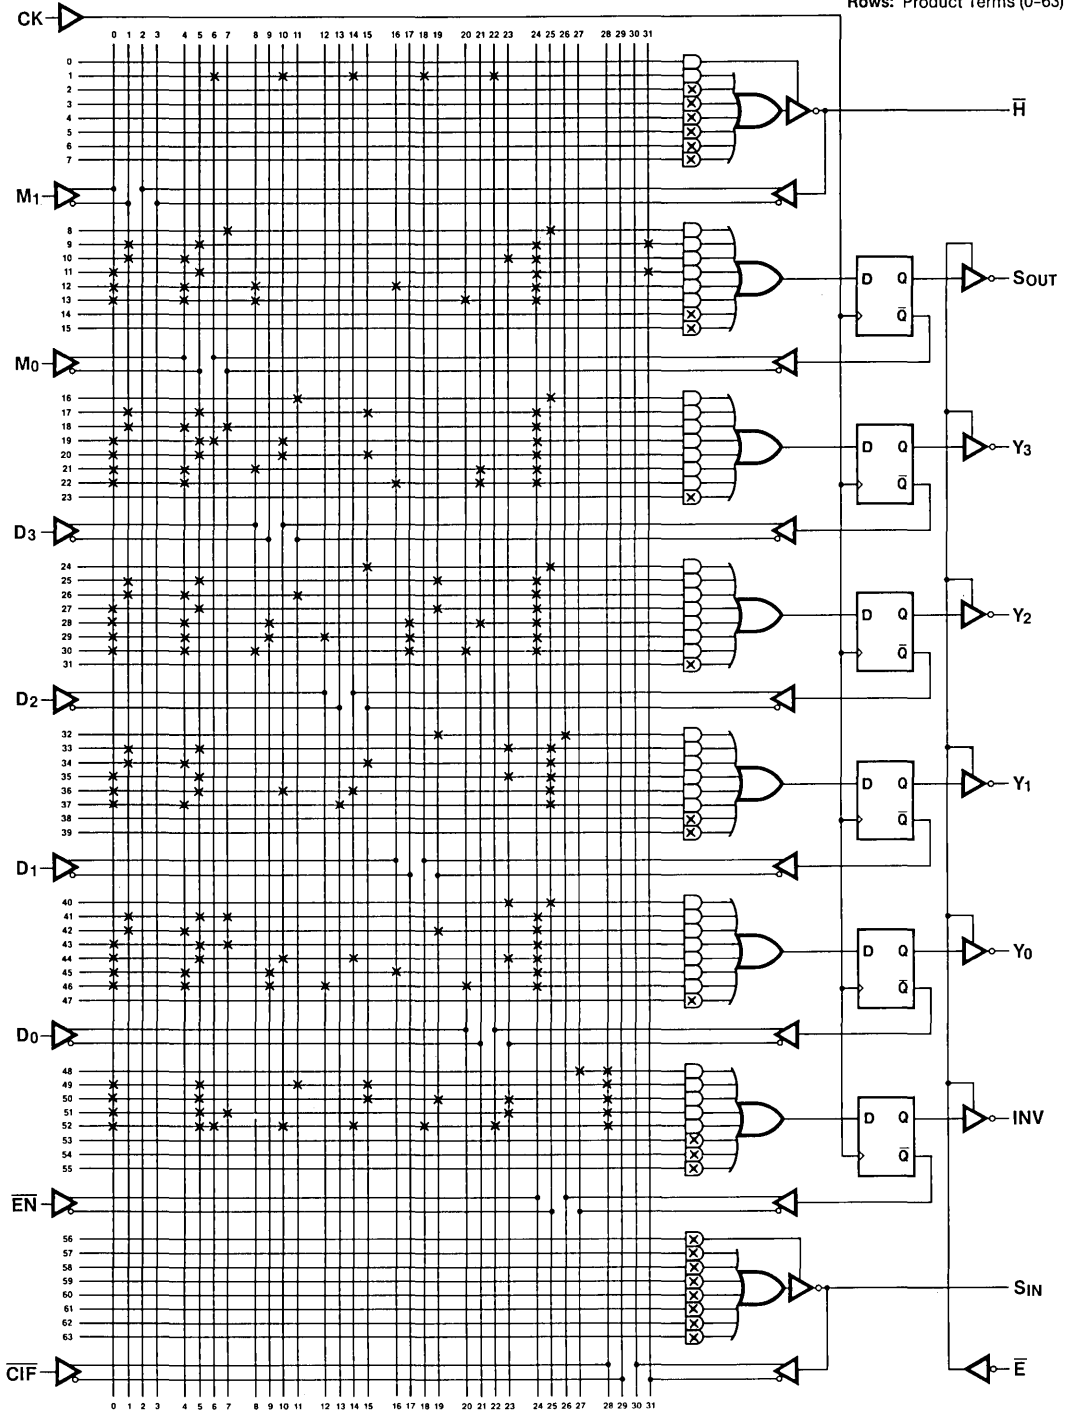 Rows: Product Terms (0-63)
CK
0 1 2 3 4 5 6 7 8 9 10 11 12 13 14 15 16 17 18 19 20 21 22 23 24 25 26 27 28 29 30 31
0
1
2
3
4
5
6
7
H̅
M1
8
9
10
11
12
13
14
15
D Q
Q̅
SOUT
M0
16
17
18
19
20
21
22
23
D Q
Q̅
Y3
D3
24
25
26
27
28
29
30
31
D Q
Q̅
Y2
D2
32
33
34
35
36
37
38
39
D Q
Q̅
Y1
D1
40
41
42
43
44
45
46
47
D Q
Q̅
Y0
D0
48
49
50
51
52
53
54
55
D Q
Q̅
INV
E̅N̅
56
57
58
59
60
61
62
63
SIN
C̅I̅F̅
E̅
0 1 2 3 4 5 6 7 8 9 10 11 12 13 14 15 16 17 18 19 20 21 22 23 24 25 26 27 28 29 30 31